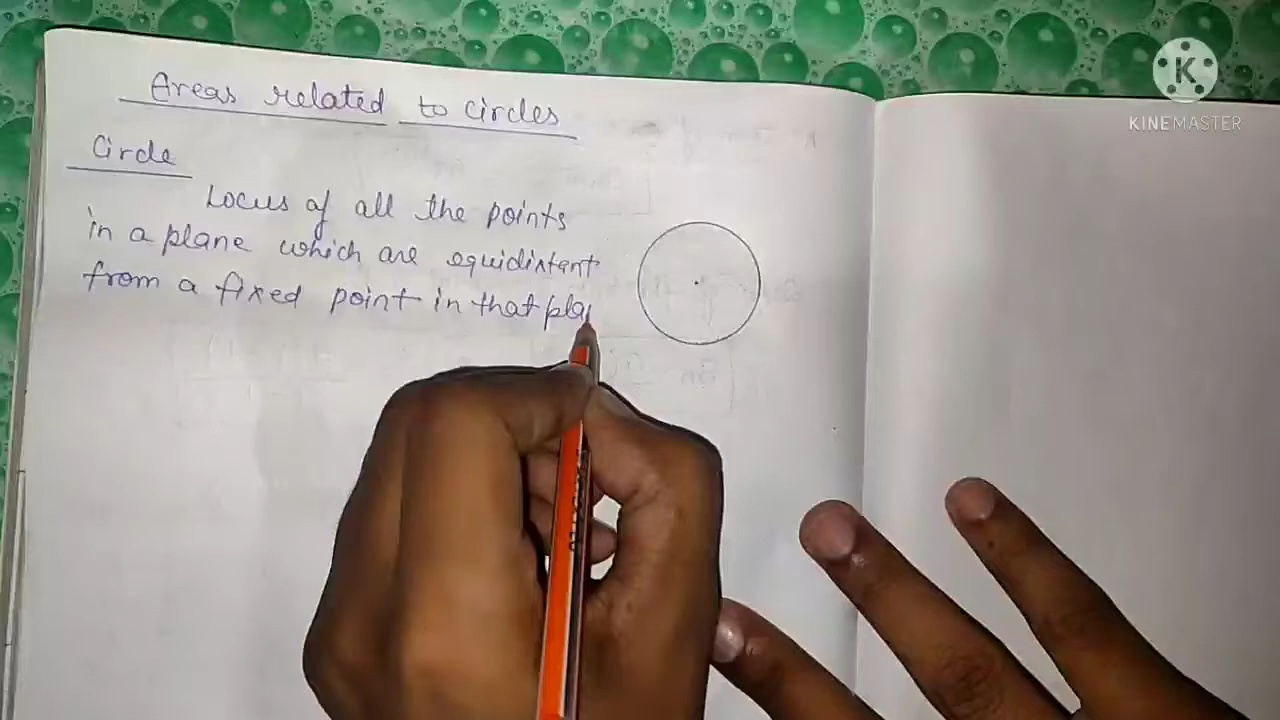 Areas related to circles
Circle
Locus of all the points
in a plane which are equidistant
from a fixed point in that pla
K
KINEMASTER